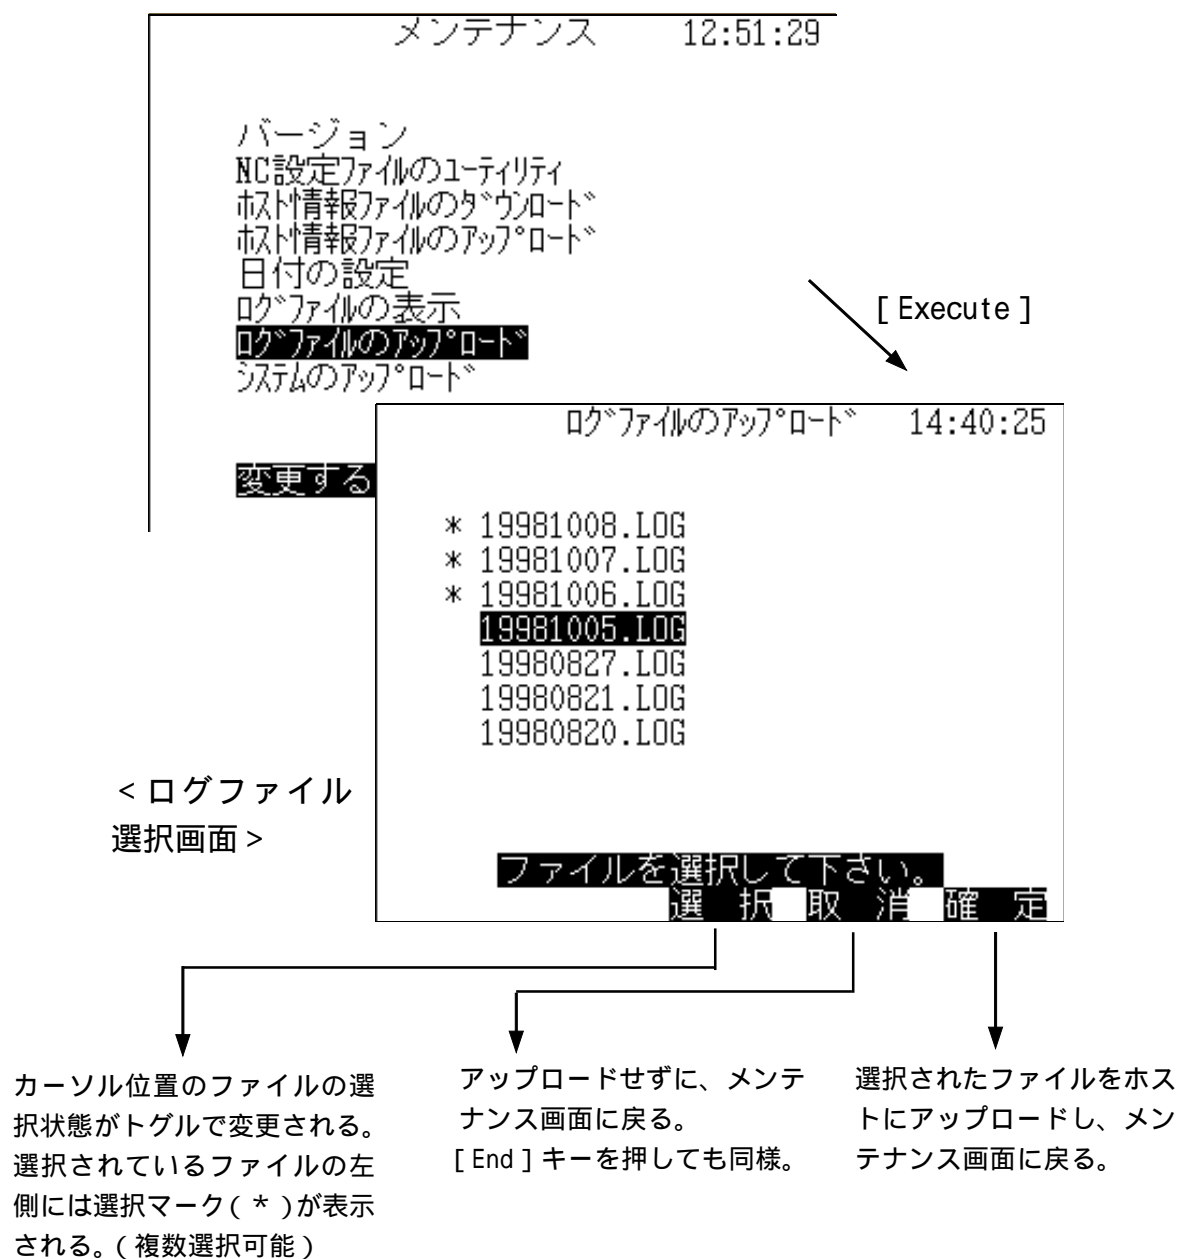 メンテナンス 12:51:29
バージョン
NC設定ファイルのユーティリティ
ホスト情報ファイルのダウンロード
ホスト情報ファイルのアップロード
日付の設定
ログファイルの表示
ログファイルのアップロード
システムのアップロード
変更する
[ Execute ]
ログファイルのアップロード 14:40:25
* 19981008.LOG
* 19981007.LOG
* 19981006.LOG
19981005.LOG
19980827.LOG
19980821.LOG
19980820.LOG
ファイルを選択して下さい。
選 択 取 消 確 定
<ログファイル
選択画面>
カーソル位置のファイルの選
択状態がトグルで変更される。
選択されているファイルの左
側には選択マーク(*)が表示
される。(複数選択可能)
アップロードせずに、メンテ
ナンス画面に戻る。
[ End ] キーを押しても同様。
選択されたファイルをホス
トにアップロードし、メン
テナンス画面に戻る。